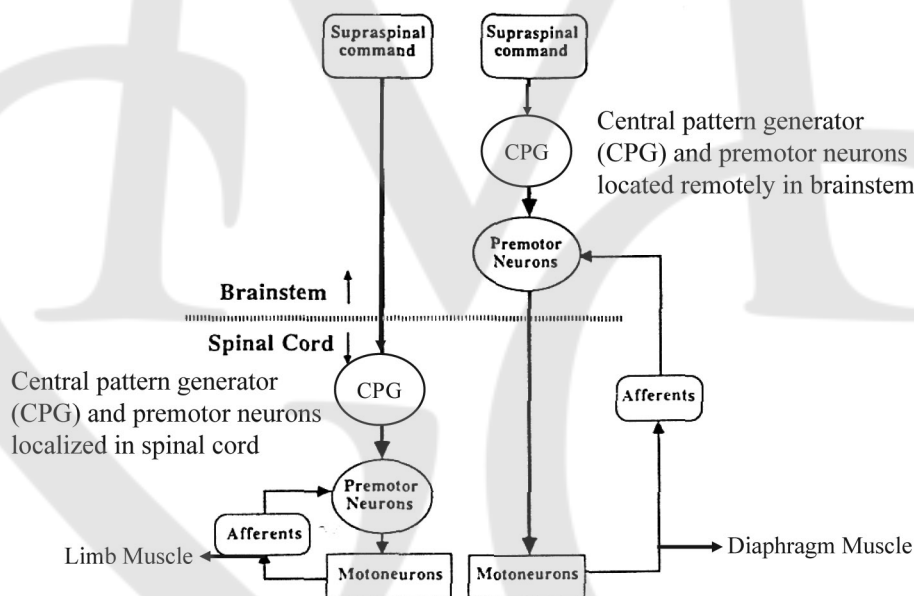 Supraspinal
command
Supraspinal
command
CPG
Central pattern generator
(CPG) and premotor neurons
located remotely in brainstem
Premotor
Neurons
Brainstem
Spinal Cord
CPG
Central pattern generator
(CPG) and premotor neurons
localized in spinal cord
Afferents
Premotor
Neurons
Afferents
Limb Muscle
Motoneurons
Motoneurons
Diaphragm Muscle